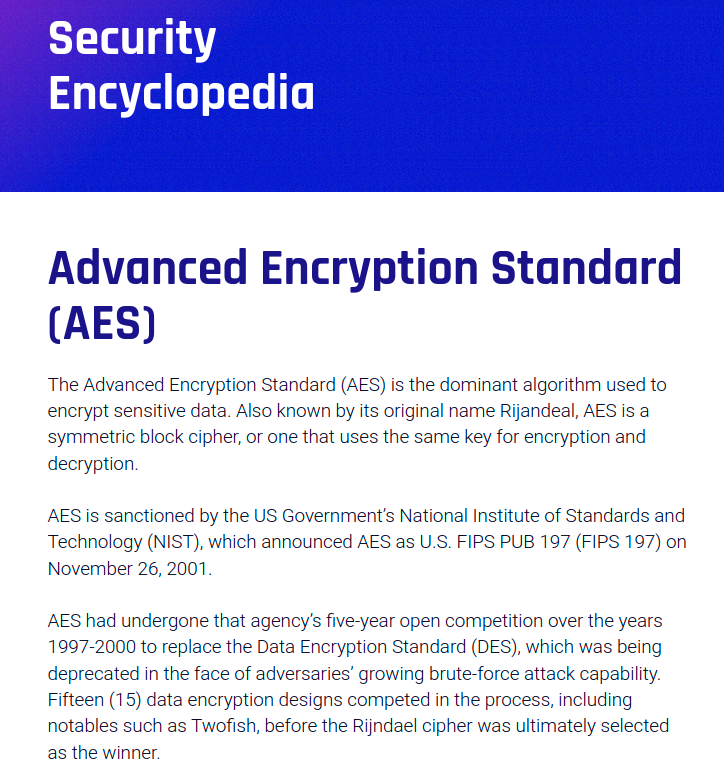 Security
Encyclopedia
Advanced Encryption Standard
(AES)
The Advanced Encryption Standard (AES) is the dominant algorithm used to
encrypt sensitive data. Also known by its original name Rijandeal, AES is a
symmetric block cipher, or one that uses the same key for encryption and
decryption.
AES is sanctioned by the US Government’s National Institute of Standards and
Technology (NIST), which announced AES as U.S. FIPS PUB 197 (FIPS 197) on
November 26, 2001.
AES had undergone that agency’s five-year open competition over the years
1997-2000 to replace the Data Encryption Standard (DES), which was being
deprecated in the face of adversaries’ growing brute-force attack capability.
Fifteen (15) data encryption designs competed in the process, including
notables such as Twofish, before the Rijndael cipher was ultimately selected
as the winner.